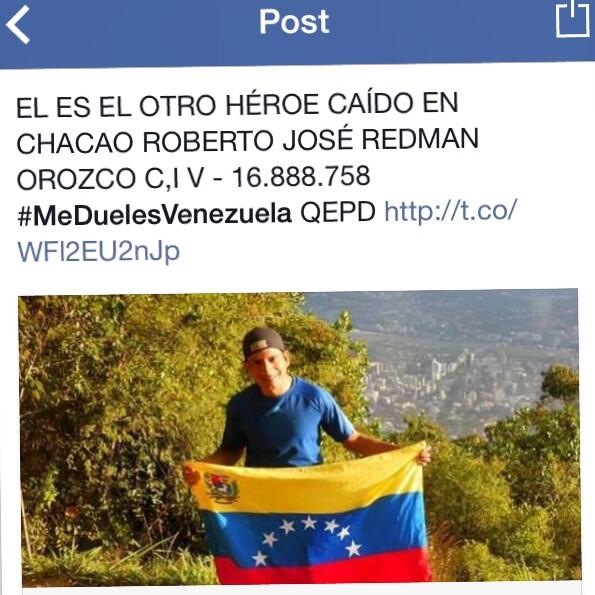 Post
EL ES EL OTRO HÉROE CAÍDO EN
CHACAO ROBERTO JOSÉ REDMAN
OROZCO C,I V - 16.888.758
#MeDuelesVenezuela QEPD http://t.co/
WFl2EU2nJp